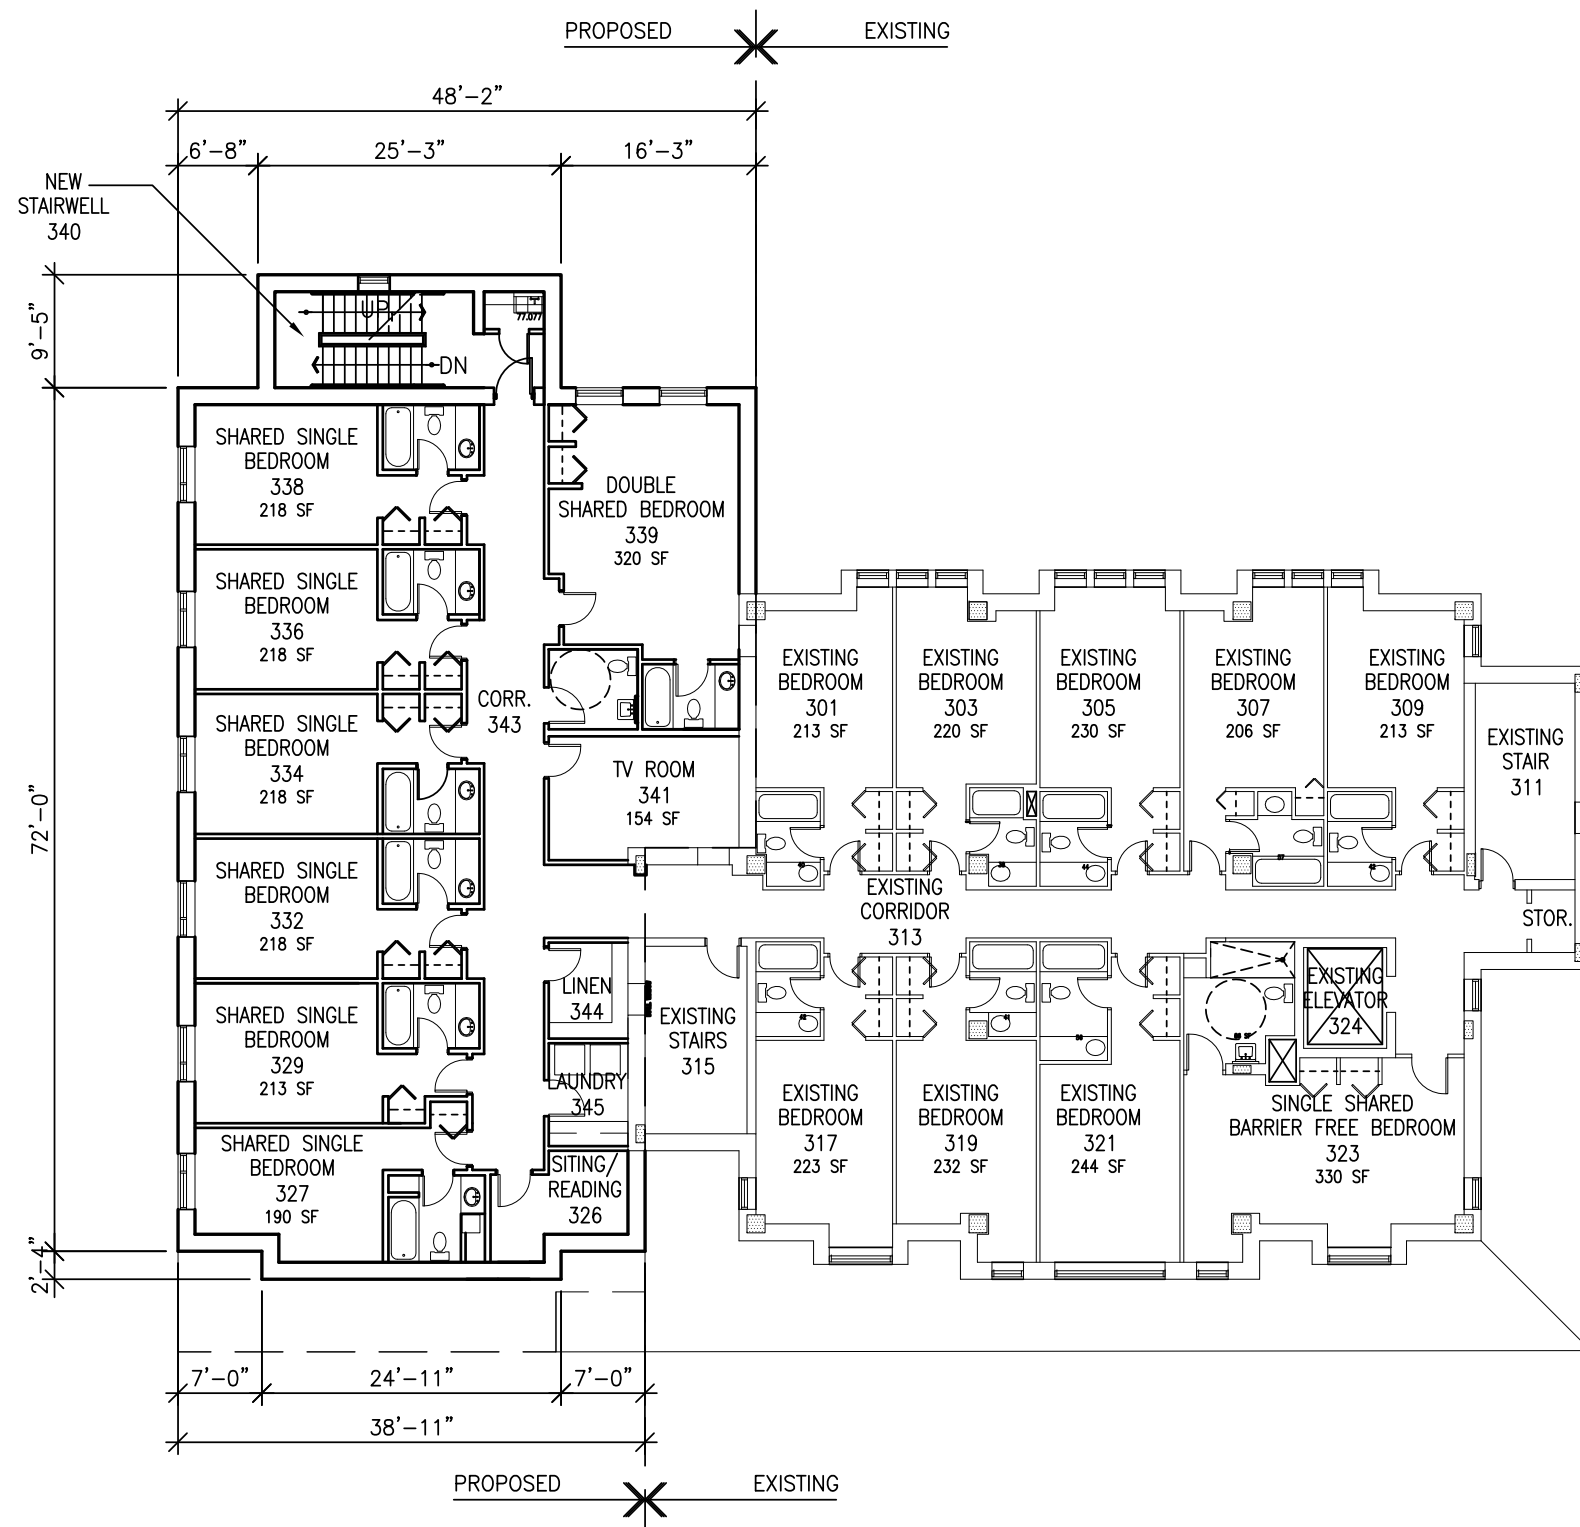 PROPOSED
EXISTING
48'-2"
6'-8"
25'-3"
16'-3"
NEW
STAIRWELL
340
9'-5"
72'-0"
2'-4"
UP
DN
77.077
SHARED SINGLE
BEDROOM
338
218 SF
DOUBLE
SHARED BEDROOM
339
320 SF
SHARED SINGLE
BEDROOM
336
218 SF
CORR.
343
SHARED SINGLE
BEDROOM
334
218 SF
TV ROOM
341
154 SF
SHARED SINGLE
BEDROOM
332
218 SF
SHARED SINGLE
BEDROOM
329
213 SF
SHARED SINGLE
BEDROOM
327
190 SF
LINEN
344
LAUNDRY
345
SITING/
READING
326
EXISTING
BEDROOM
301
213 SF
EXISTING
BEDROOM
303
220 SF
EXISTING
BEDROOM
305
230 SF
EXISTING
BEDROOM
307
206 SF
EXISTING
BEDROOM
309
213 SF
EXISTING
STAIR
311
EXISTING
CORRIDOR
313
STOR.
EXISTING
STAIRS
315
EXISTING
BEDROOM
317
223 SF
EXISTING
BEDROOM
319
232 SF
EXISTING
BEDROOM
321
244 SF
EXISTING
ELEVATOR
324
SINGLE SHARED
BARRIER FREE BEDROOM
323
330 SF
7'-0"
24'-11"
7'-0"
38'-11"
PROPOSED
EXISTING